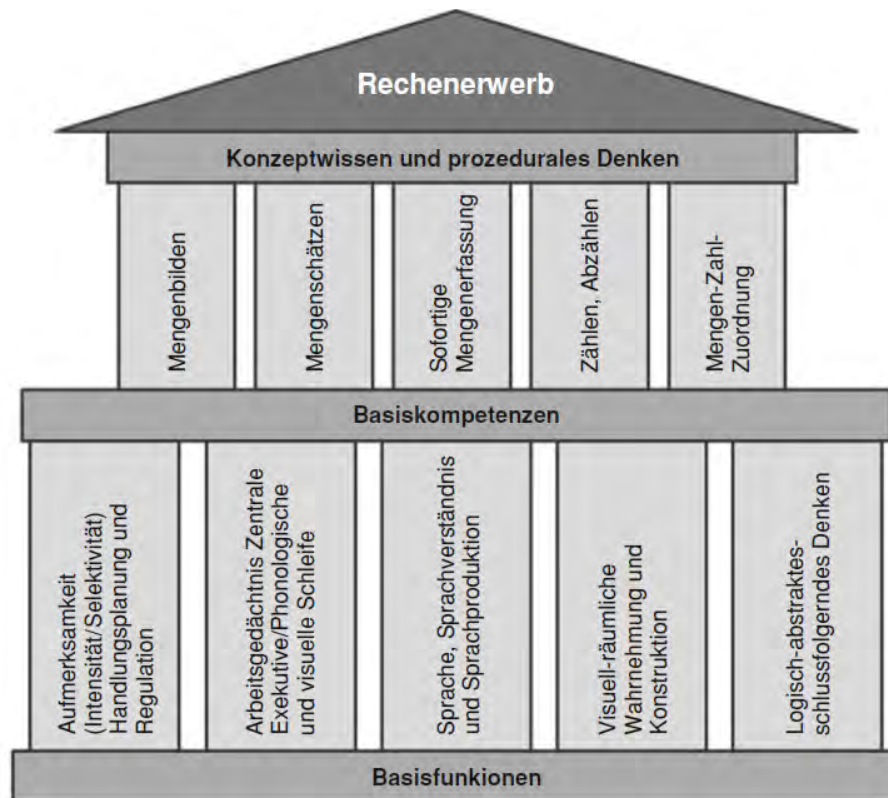 Rechenerwerb
Konzeptwissen und prozedurales Denken
Mengenbilden
Mengenschätzen
Sofortige
Mengenerfassung
Zählen, Abzählen
Mengen-Zahl-
Zuordnung
Basiskompetenzen
Aufmerksamkeit
(Intensität/Selektivität)
Handlungsplanung und
Regulation
Arbeitsgedächtnis Zentrale
Exekutive/Phonologische
und visuelle Schleife
Sprache, Sprachverständnis
und Sprachproduktion
Visuell-räumliche
Wahrnehmung und
Konstruktion
Logisch-abstraktes-
schlussfolgerndes Denken
Basisfunkionen